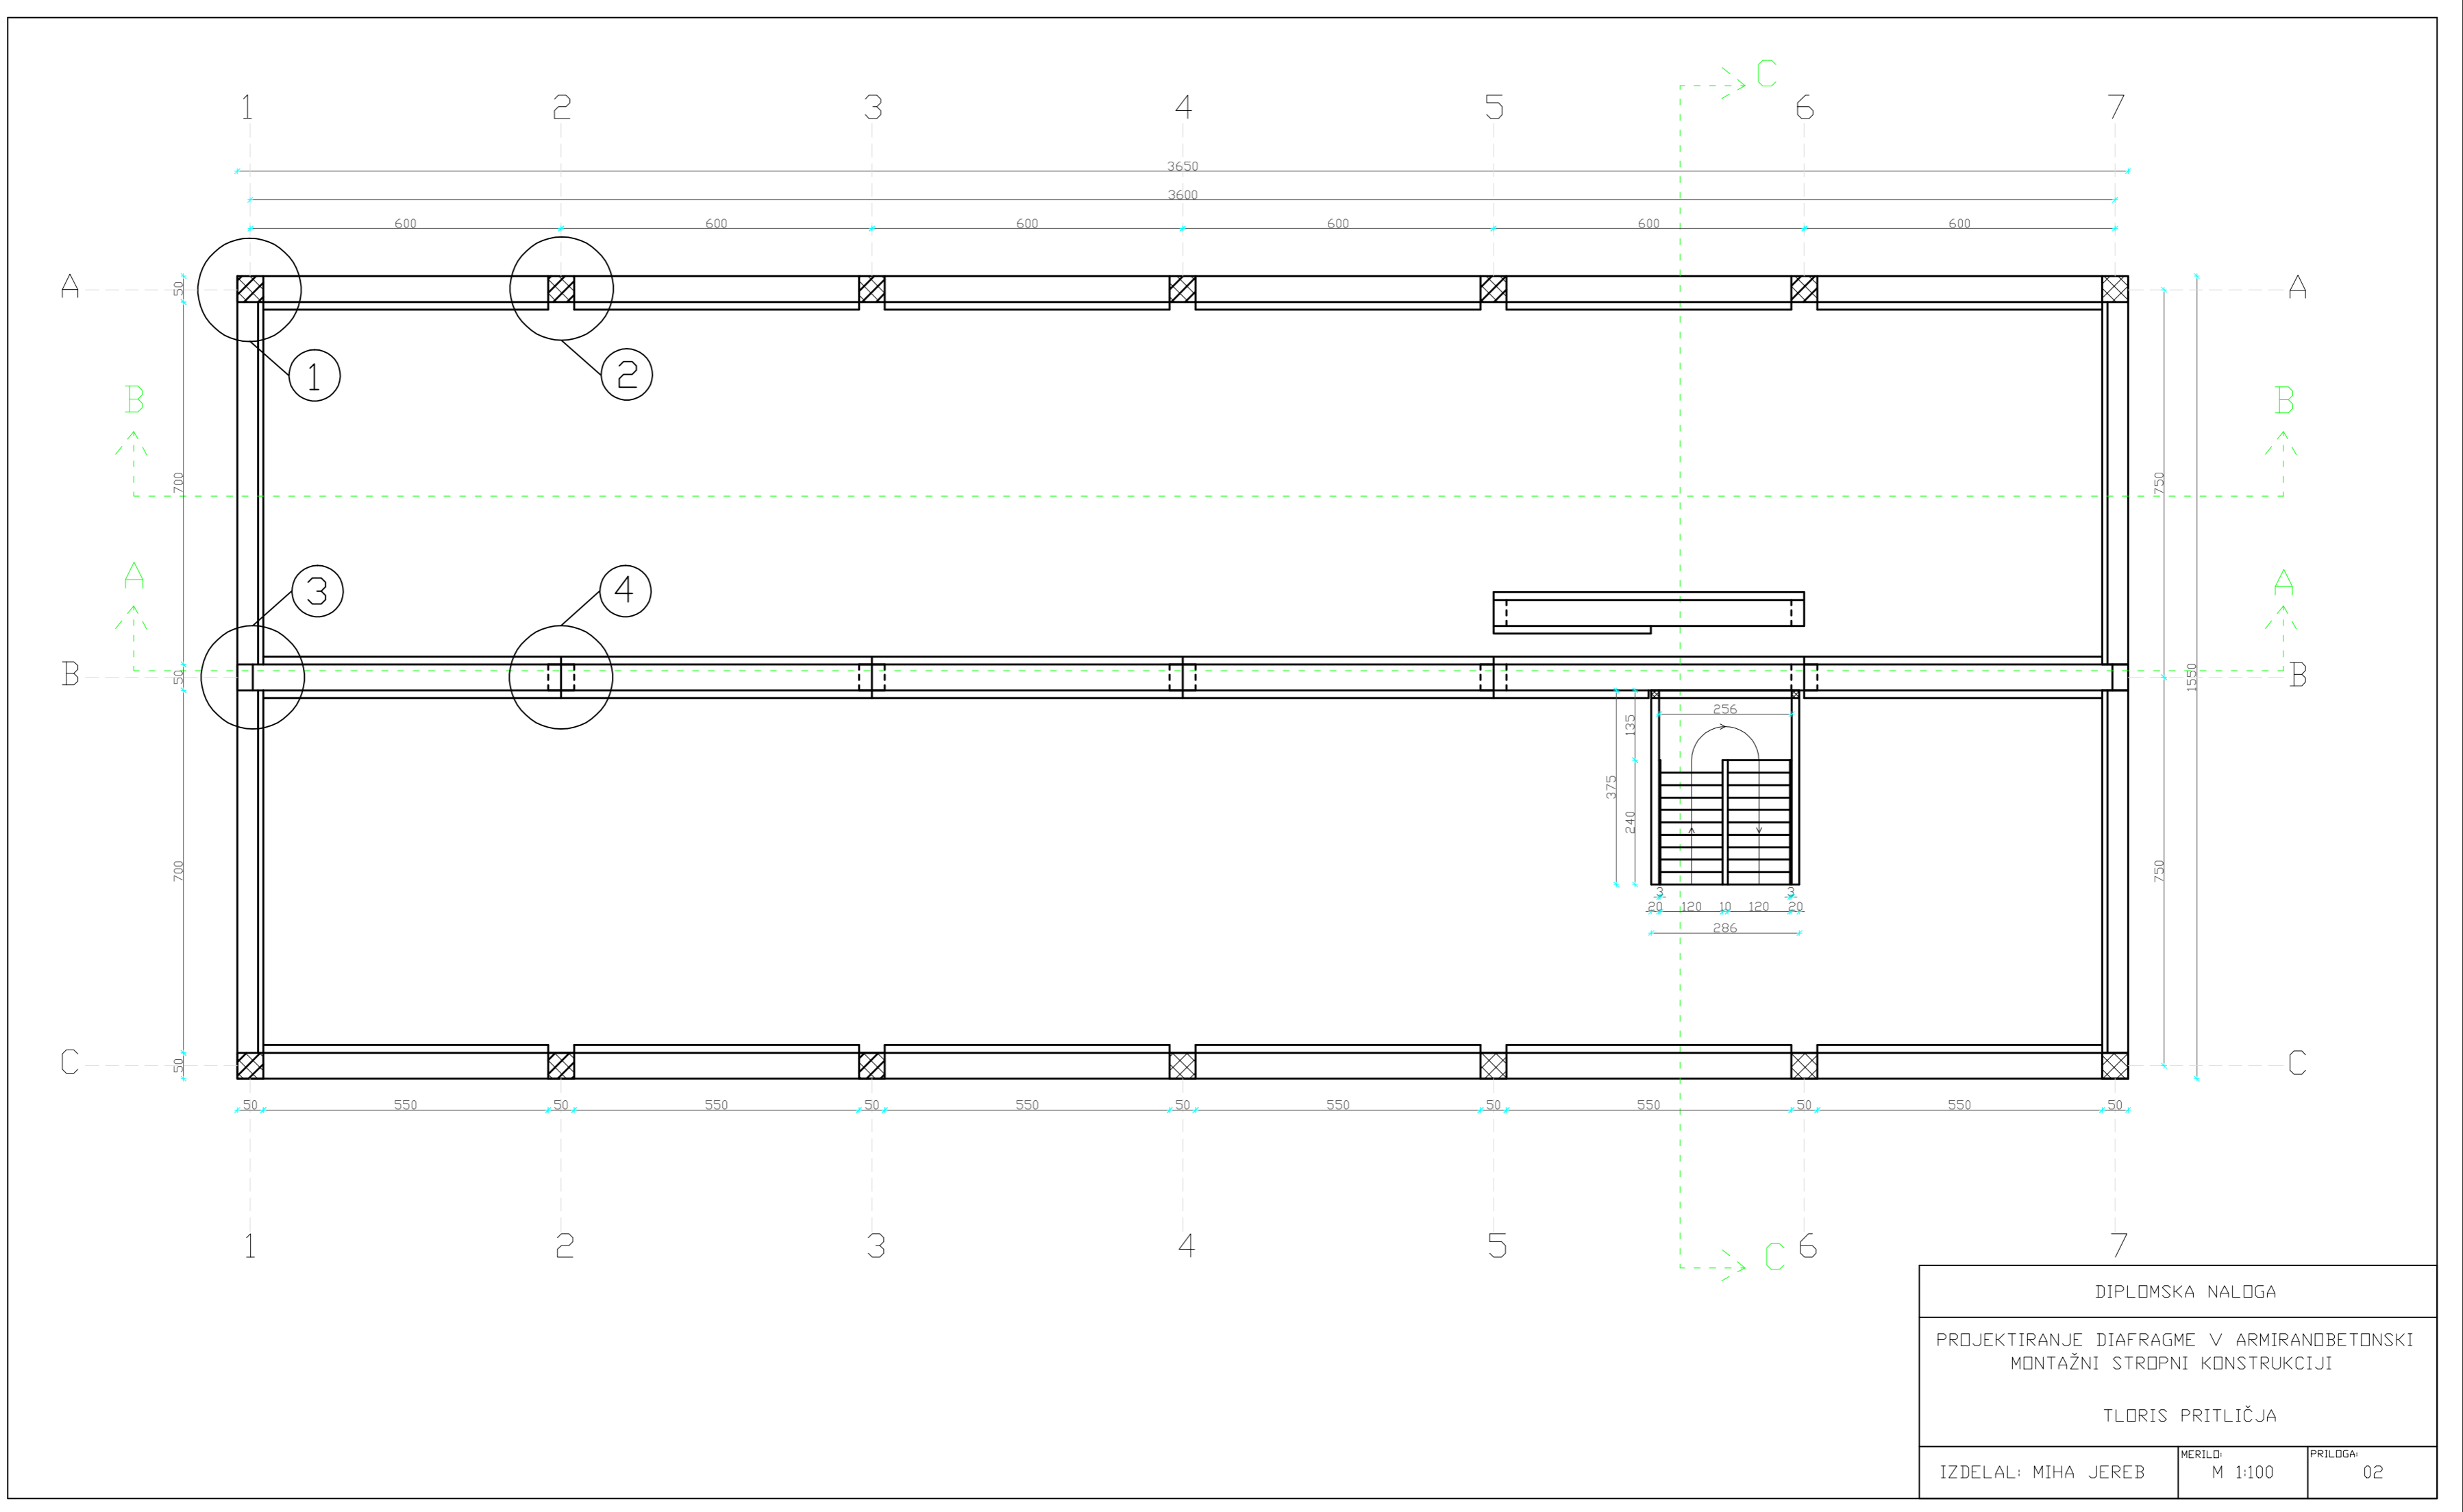 C
1 2 3 4 5 6 7
3650
3600
600 600 600 600 600 600
A 50 A
1 2
B B
700 750
A A
3 4
B 50 1550 B
256
135
375
240
700 750
3 3
20 120 10 120 20
286
C 50 C
50 550 50 550 50 550 50 550 50 550 50 550 50
1 2 3 4 5 6 7
C
DIPLOMSKA NALOGA
PROJEKTIRANJE DIAFRAGME V ARMIRANOBETONSKI
MONTAŽNI STROPNI KONSTRUKCIJI
TLORIS PRITLIČJA
IZDELAL: MIHA JEREB
MERILO:
M 1:100
PRILOGA:
02